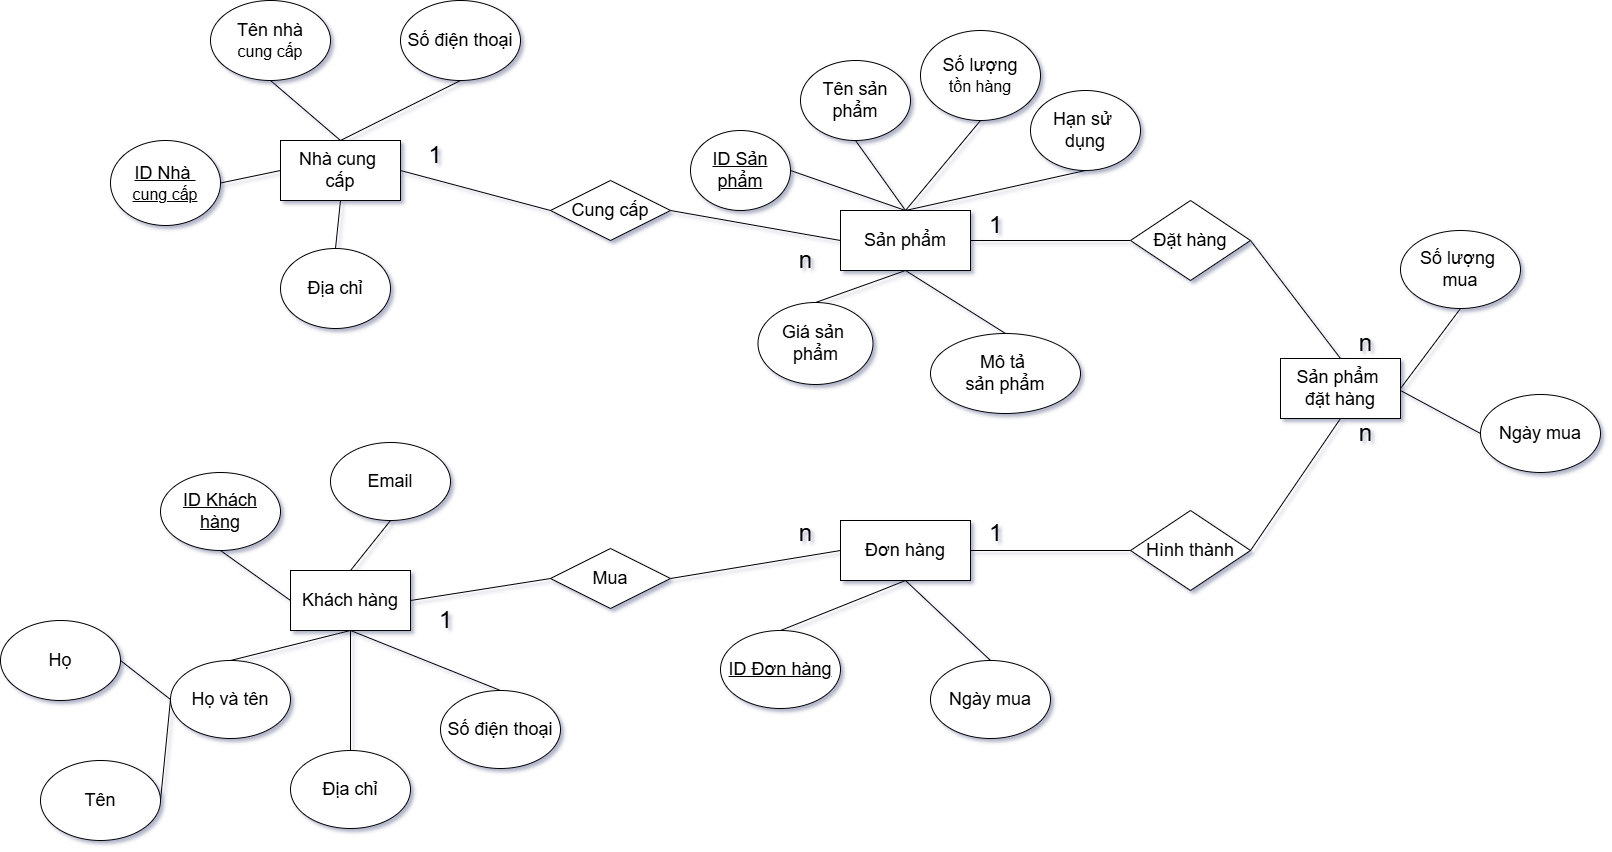 Tên nhà
cung cấp
Số điện thoại
ID Nhà
cung cấp
Nhà cung
cấp
1
Địa chỉ
Cung cấp
ID Sản
phẩm
Tên sản
phẩm
Số lượng
tồn hàng
Hạn sử
dụng
n
Sản phẩm
1
Giá sản
phẩm
Mô tả
sản phẩm
Đặt hàng
Số lượng
mua
n
Sản phẩm
đặt hàng
n
Ngày mua
ID Khách
hàng
Email
Khách hàng
1
Mua
n
Đơn hàng
1
Hình thành
Họ
Họ và tên
Tên
Địa chỉ
Số điện thoại
ID Đơn hàng
Ngày mua